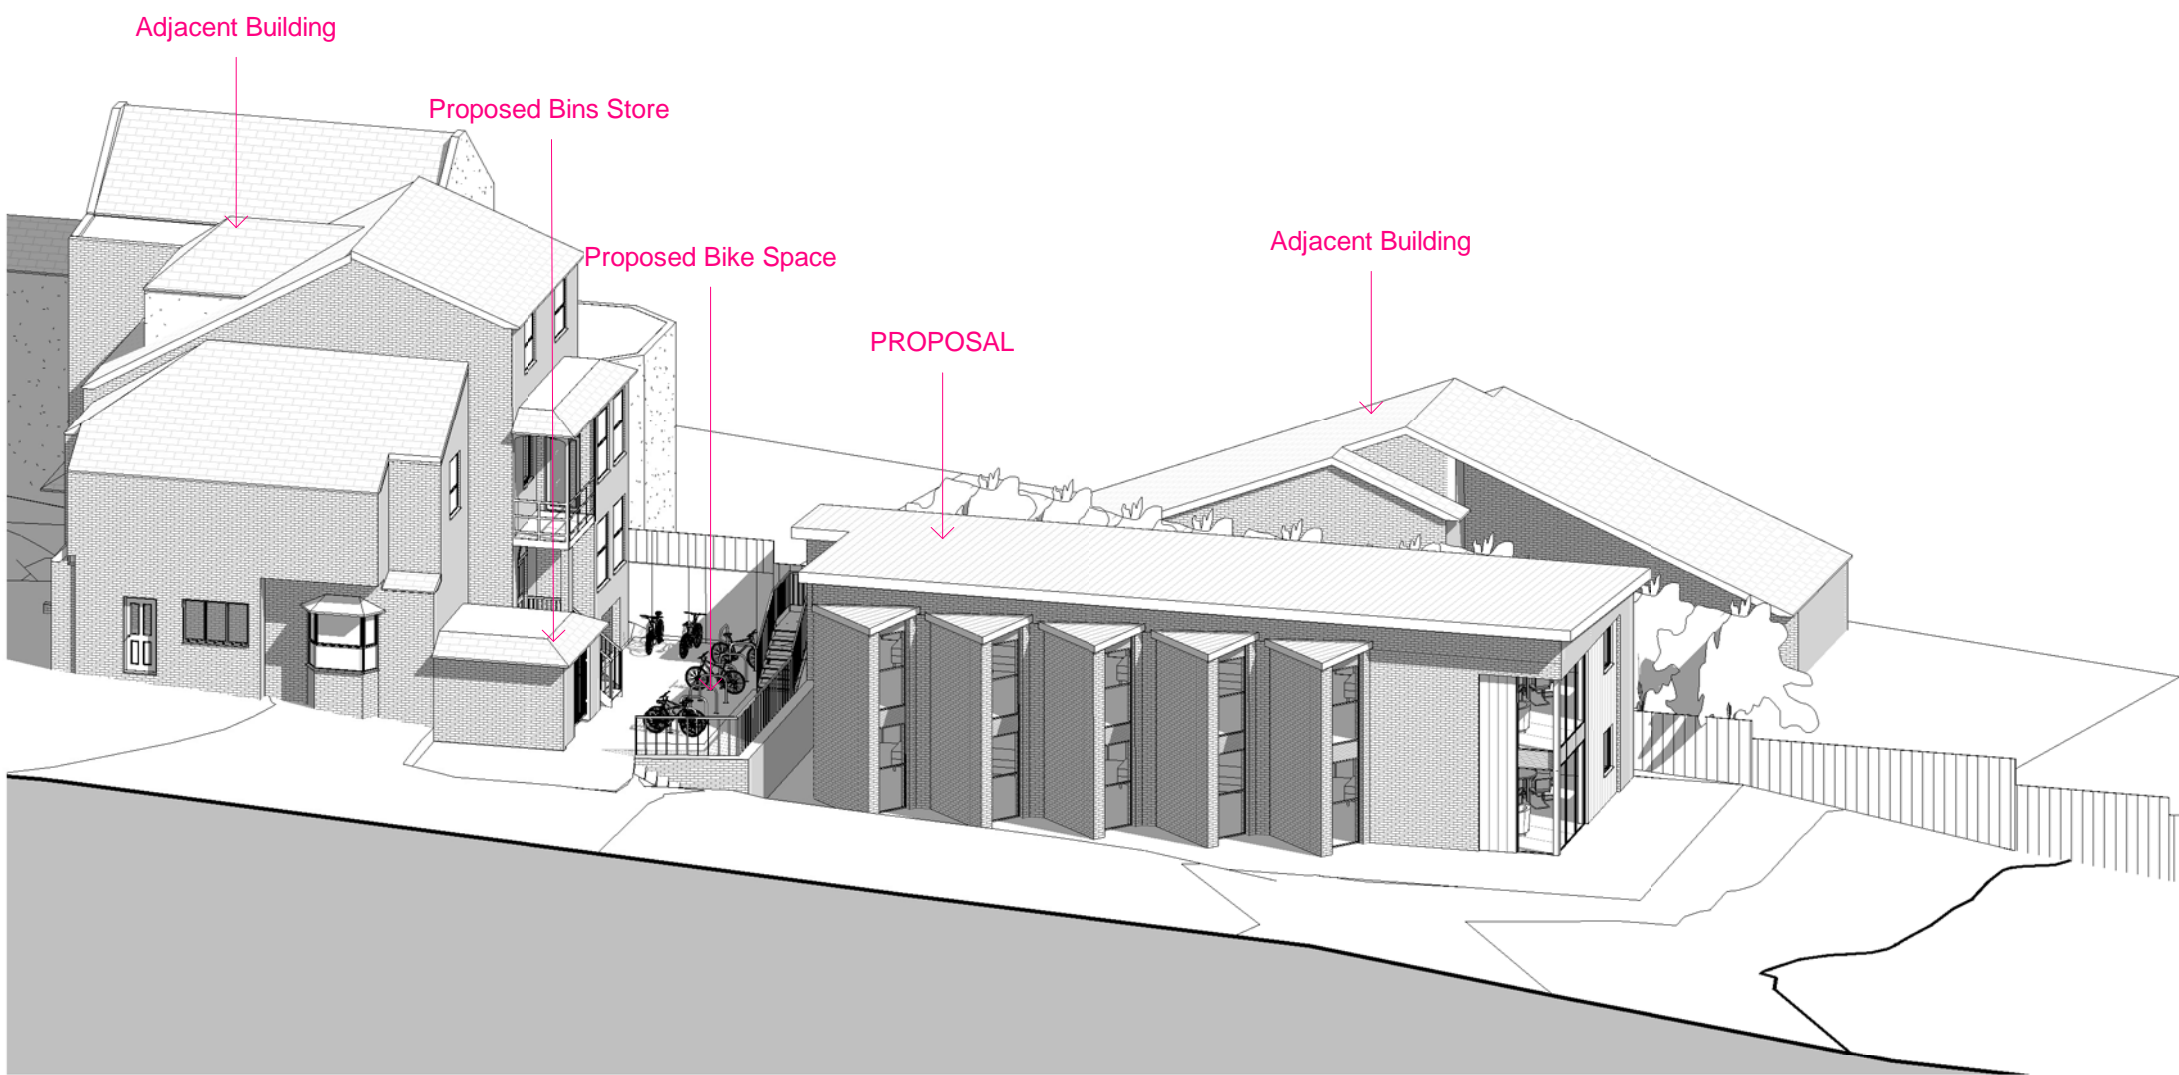 Adjacent Building
Proposed Bins Store
Proposed Bike Space
Adjacent Building
PROPOSAL